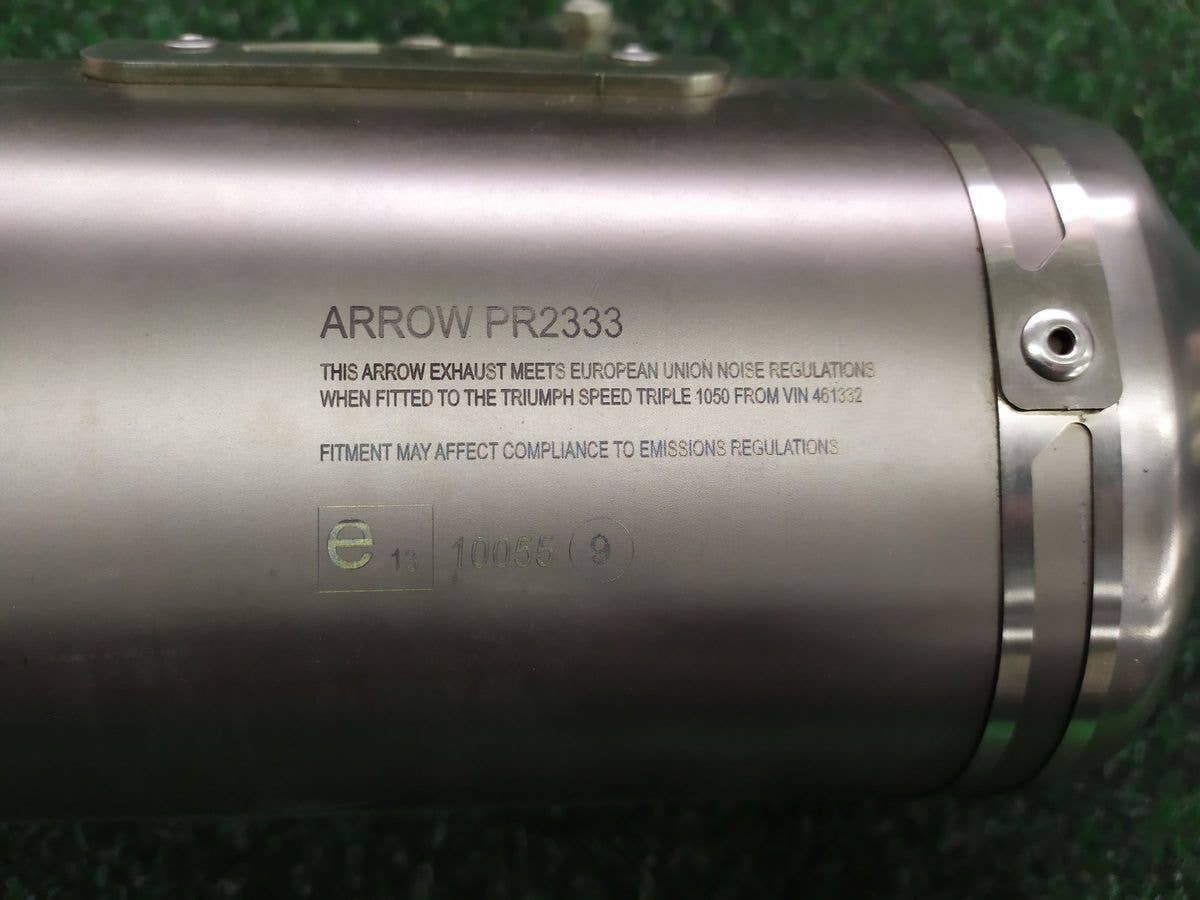 ARROW PR2333
THIS ARROW EXHAUST MEETS EUROPEAN UNION NOISE REGULATIONS
WHEN FITTED TO THE TRIUMPH SPEED TRIPLE 1050 FROM VIN 461332
FITMENT MAY AFFECT COMPLIANCE TO EMISSIONS REGULATIONS
e 13 10055 9